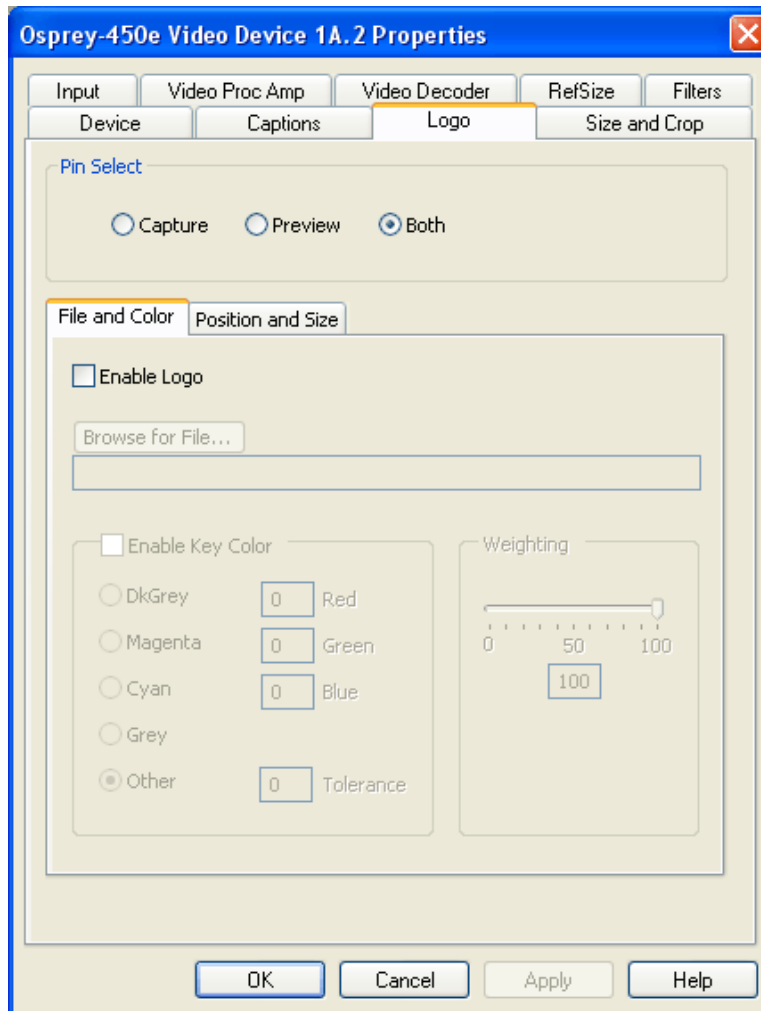 Osprey-450e Video Device 1A.2 Properties
Input Video Proc Amp Video Decoder RefSize Filters
Device Captions Logo Size and Crop
Pin Select
Capture Preview Both
File and Color Position and Size
Enable Logo
Browse for File...
Enable Key Color Weighting
DkGrey 0 Red
Magenta 0 Green 0 50 100
Cyan 0 Blue 100
Grey
Other 0 Tolerance
OK Cancel Apply Help